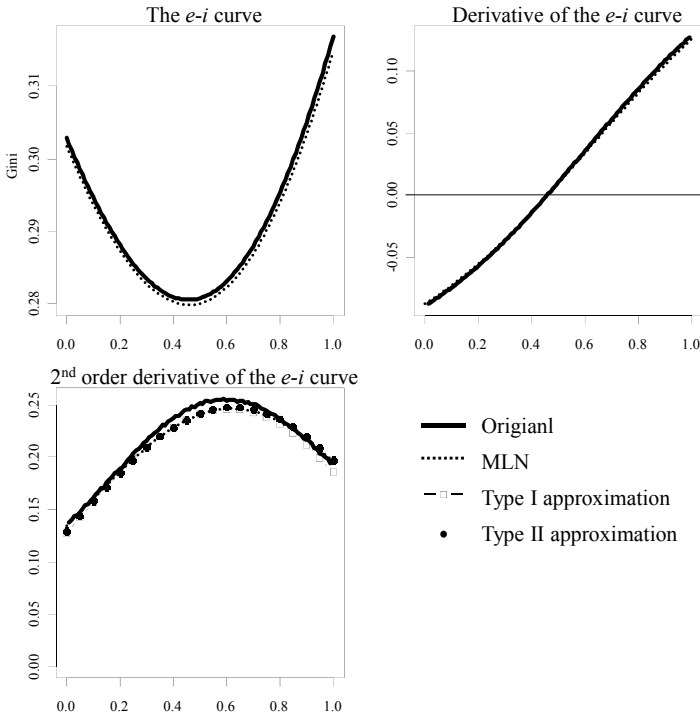 The e-i curve
Gini
0.31
0.30
0.29
0.28
0.0 0.2 0.4 0.6 0.8 1.0
Derivative of the e-i curve
0.10
0.05
0.00
-0.05
0.0 0.2 0.4 0.6 0.8 1.0
2nd order derivative of the e-i curve
0.25
0.20
0.15
0.10
0.05
0.00
0.0 0.2 0.4 0.6 0.8 1.0
Origianl
MLN
Type I approximation
Type II approximation